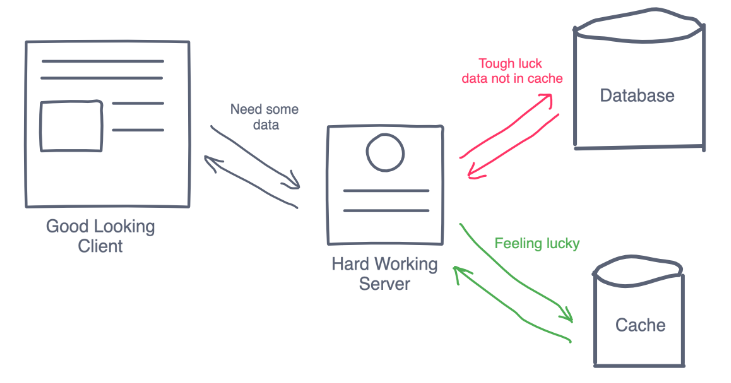 Good Looking
Client
Need some
data
Hard Working
Server
Tough luck
data not in cache
Database
Feeling lucky
Cache